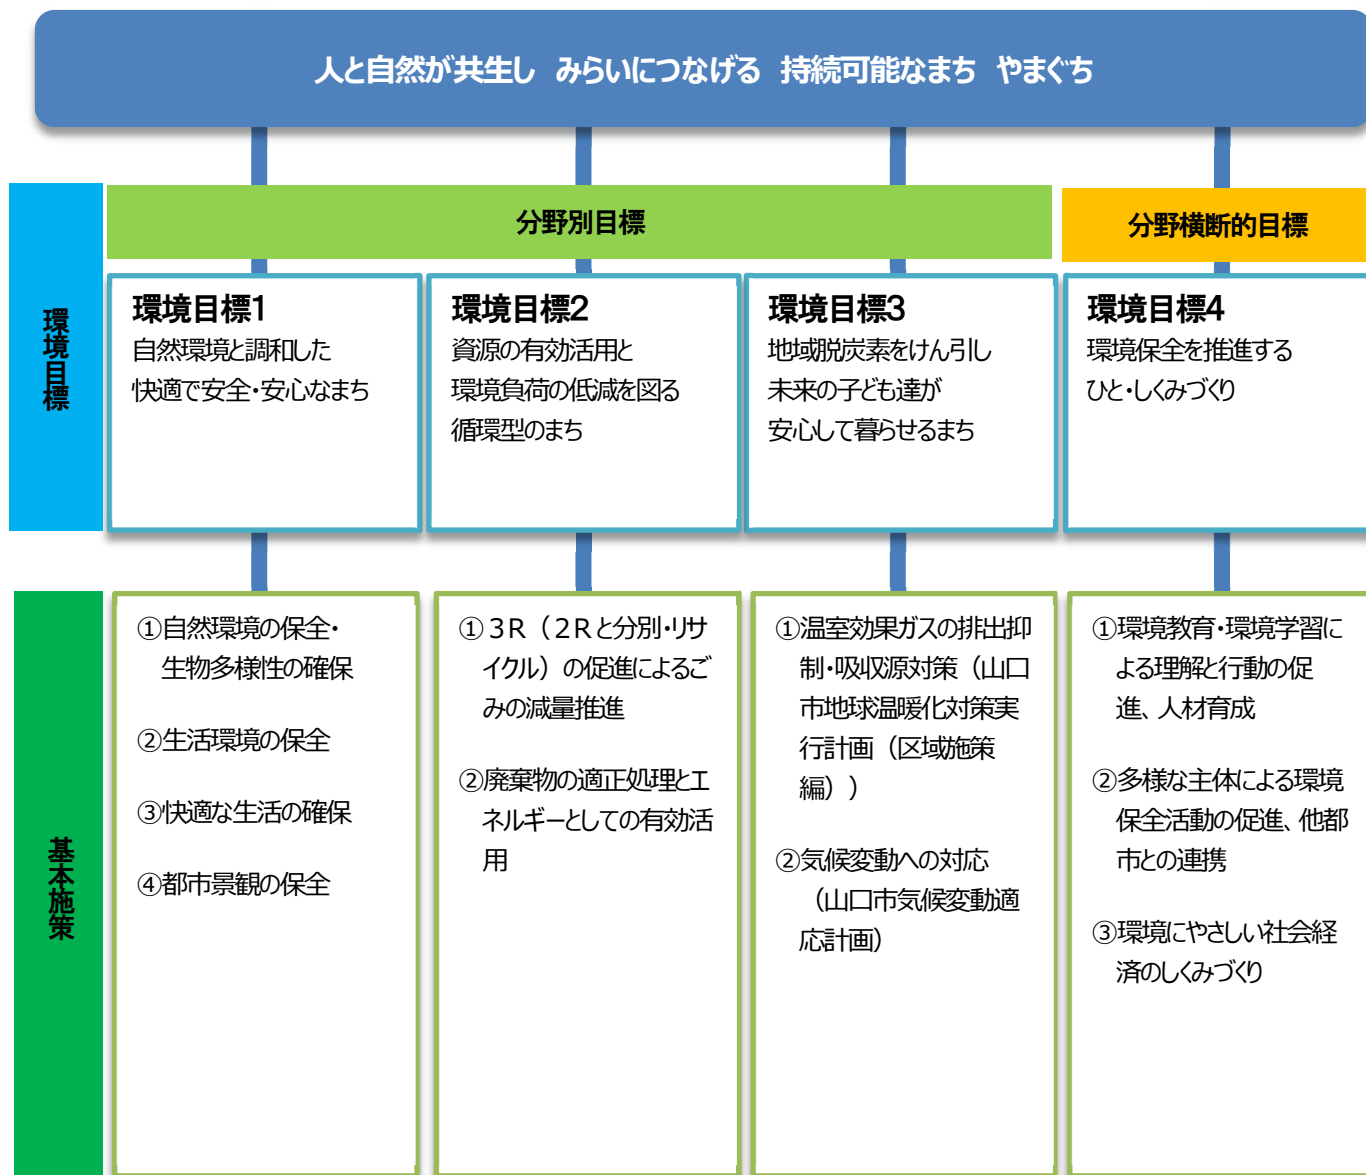 人と自然が共生し　みらいにつなげる　持続可能なまち　やまぐち
環境目標
分野別目標
分野横断的目標
環境目標1
自然環境と調和した
快適で安全・安心なまち
環境目標2
資源の有効活用と
環境負荷の低減を図る
循環型のまち
環境目標3
地域脱炭素をけん引し
未来の子ども達が
安心して暮らせるまち
環境目標4
環境保全を推進する
ひと・しくみづくり
基本施策
①自然環境の保全・
生物多様性の確保
②生活環境の保全
③快適な生活の確保
④都市景観の保全
①３Ｒ（２Ｒと分別・リサ
イクル）の促進によるご
みの減量推進
②廃棄物の適正処理とエ
ネルギーとしての有効活
用
①温室効果ガスの排出抑
制・吸収源対策（山口
市地球温暖化対策実
行計画（区域施策
編））
②気候変動への対応
（山口市気候変動適
応計画）
①環境教育・環境学習に
よる理解と行動の促
進、人材育成
②多様な主体による環境
保全活動の促進、他都
市との連携
③環境にやさしい社会経
済のしくみづくり